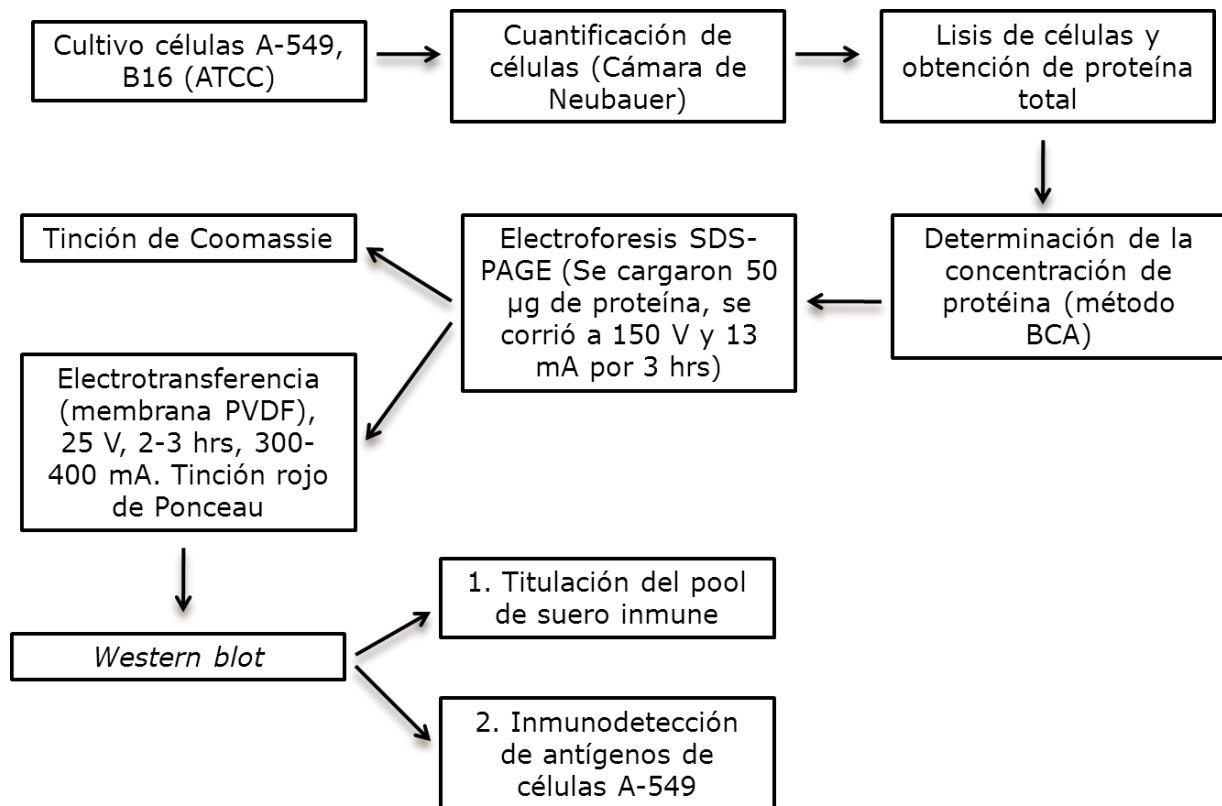 Cultivo células A-549,
B16 (ATCC)
Cuantificación de
células (Cámara de
Neubauer)
Lisis de células y
obtención de proteína
total
Determinación de la
concentración de
protéina (método
BCA)
Electroforesis SDS-
PAGE (Se cargaron 50
µg de proteína, se
corrió a 150 V y 13
mA por 3 hrs)
Tinción de Coomassie
Electrotransferencia
(membrana PVDF),
25 V, 2-3 hrs, 300-
400 mA. Tinción rojo
de Ponceau
Western blot
1. Titulación del pool
de suero inmune
2. Inmunodetección
de antígenos de
células A-549